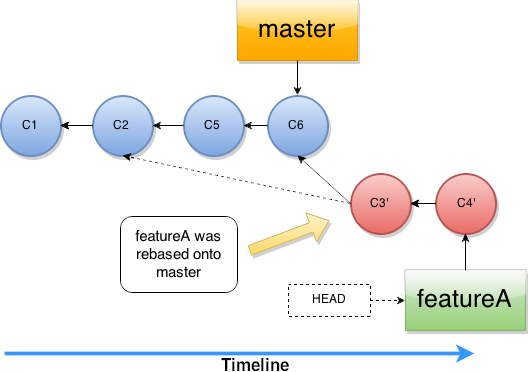 master
C1
C2
C5
C6
C3'
C4'
featureA was
rebased onto
master
HEAD
featureA
Timeline